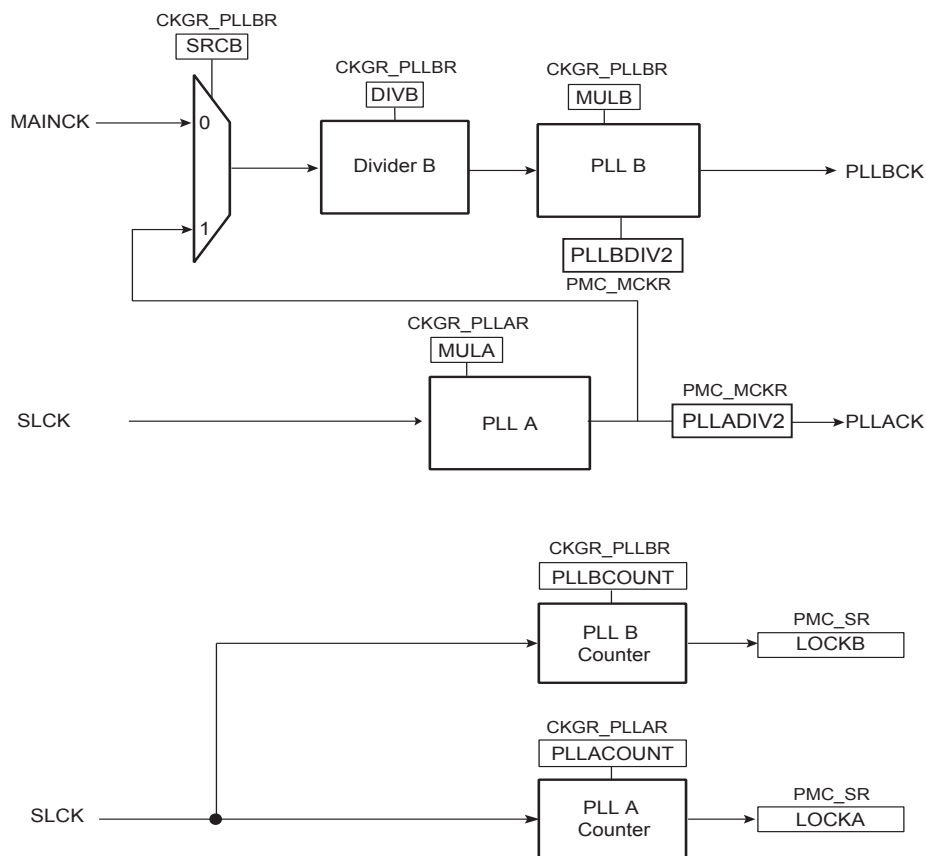 CKGR_PLLBR
SRCB
CKGR_PLLBR
DIVB
CKGR_PLLBR
MULB
MAINCK
0
Divider B
PLL B
PLLBCK
1
PLLBDIV2
PMC_MCKR
CKGR_PLLAR
MULA
PMC_MCKR
SLCK
PLL A
PLLADIV2
PLLACK
CKGR_PLLBR
PLLBCOUNT
PLL B
Counter
PMC_SR
LOCKB
CKGR_PLLAR
PLLACOUNT
SLCK
PLL A
Counter
PMC_SR
LOCKA